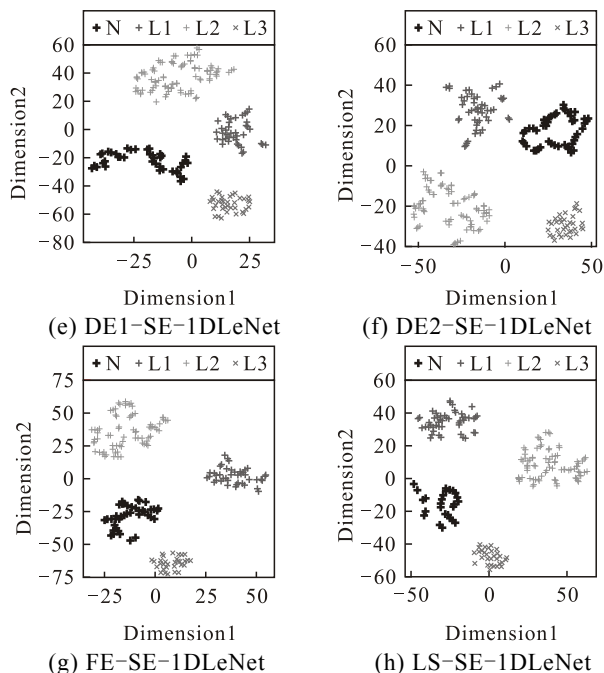 N L1 L2 L3
60
40
20
0
−20
−40
−60
−80
−25 0 25
Dimension2
Dimension1
(e) DE1−SE−1DLeNet
N L1 L2 L3
60
40
20
0
−20
−40
−50 0 50
Dimension2
Dimension1
(f) DE2−SE−1DLeNet
N L1 L2 L3
75
50
25
0
−25
−50
−75
−25 0 25 50
Dimension2
Dimension1
(g) FE−SE−1DLeNet
N L1 L2 L3
60
40
20
0
−20
−40
−60
−50 0 50
Dimension2
Dimension1
(h) LS−SE−1DLeNet